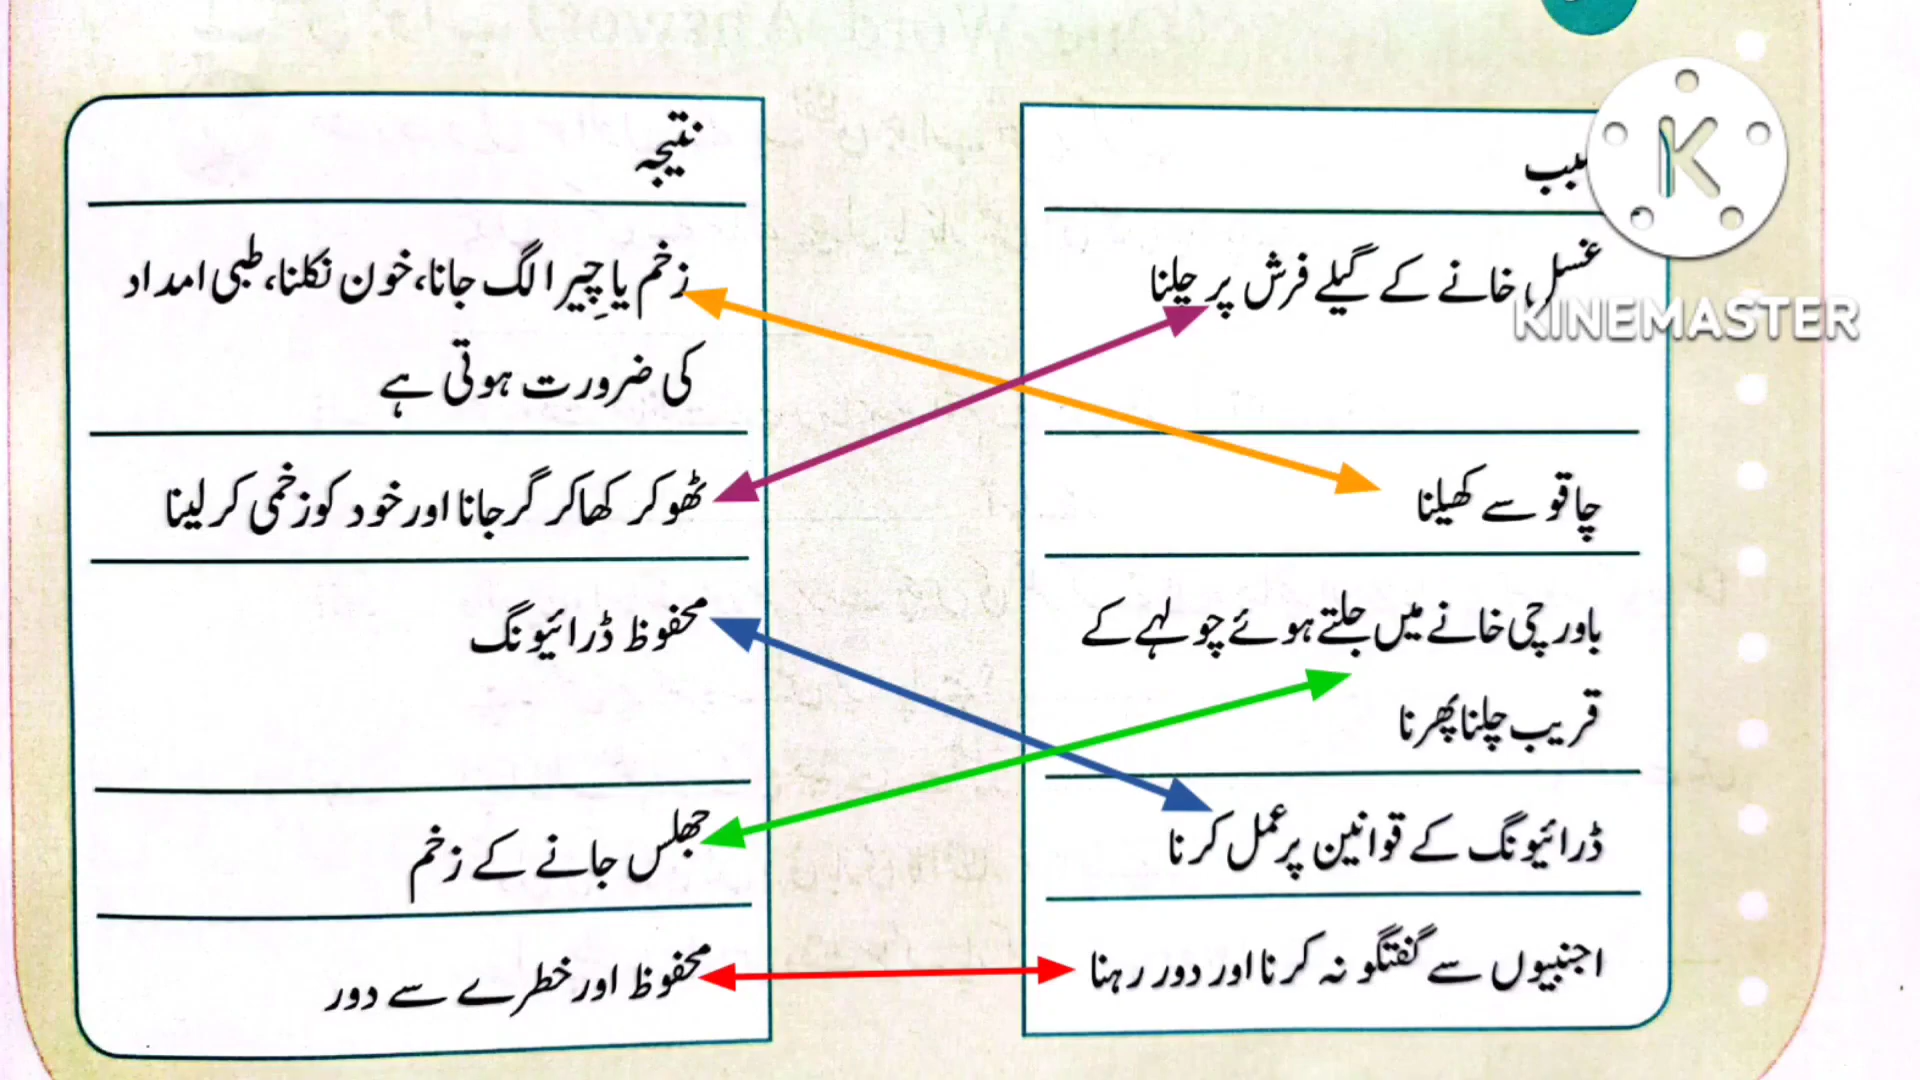 سبب
غسل خانے کے گیلے فرش پر چلنا
چاقو سے کھیلنا
باورچی خانے میں جلتے ہوئے چولہے کے
قریب چلنا پھرنا
ڈرائیونگ کے قوانین پر عمل کرنا
اجنبیوں سے گفتگو نہ کرنا اور دور رہنا
نتیجہ
زخم یا چِیرا لگ جانا، خون نکلنا، طبی امداد
کی ضرورت ہوتی ہے
ٹھوکر کھا کر گر جانا اور خود کو زخمی کر لینا
محفوظ ڈرائیونگ
جھلس جانے کے زخم
محفوظ اور خطرے سے دور
KINEMASTER